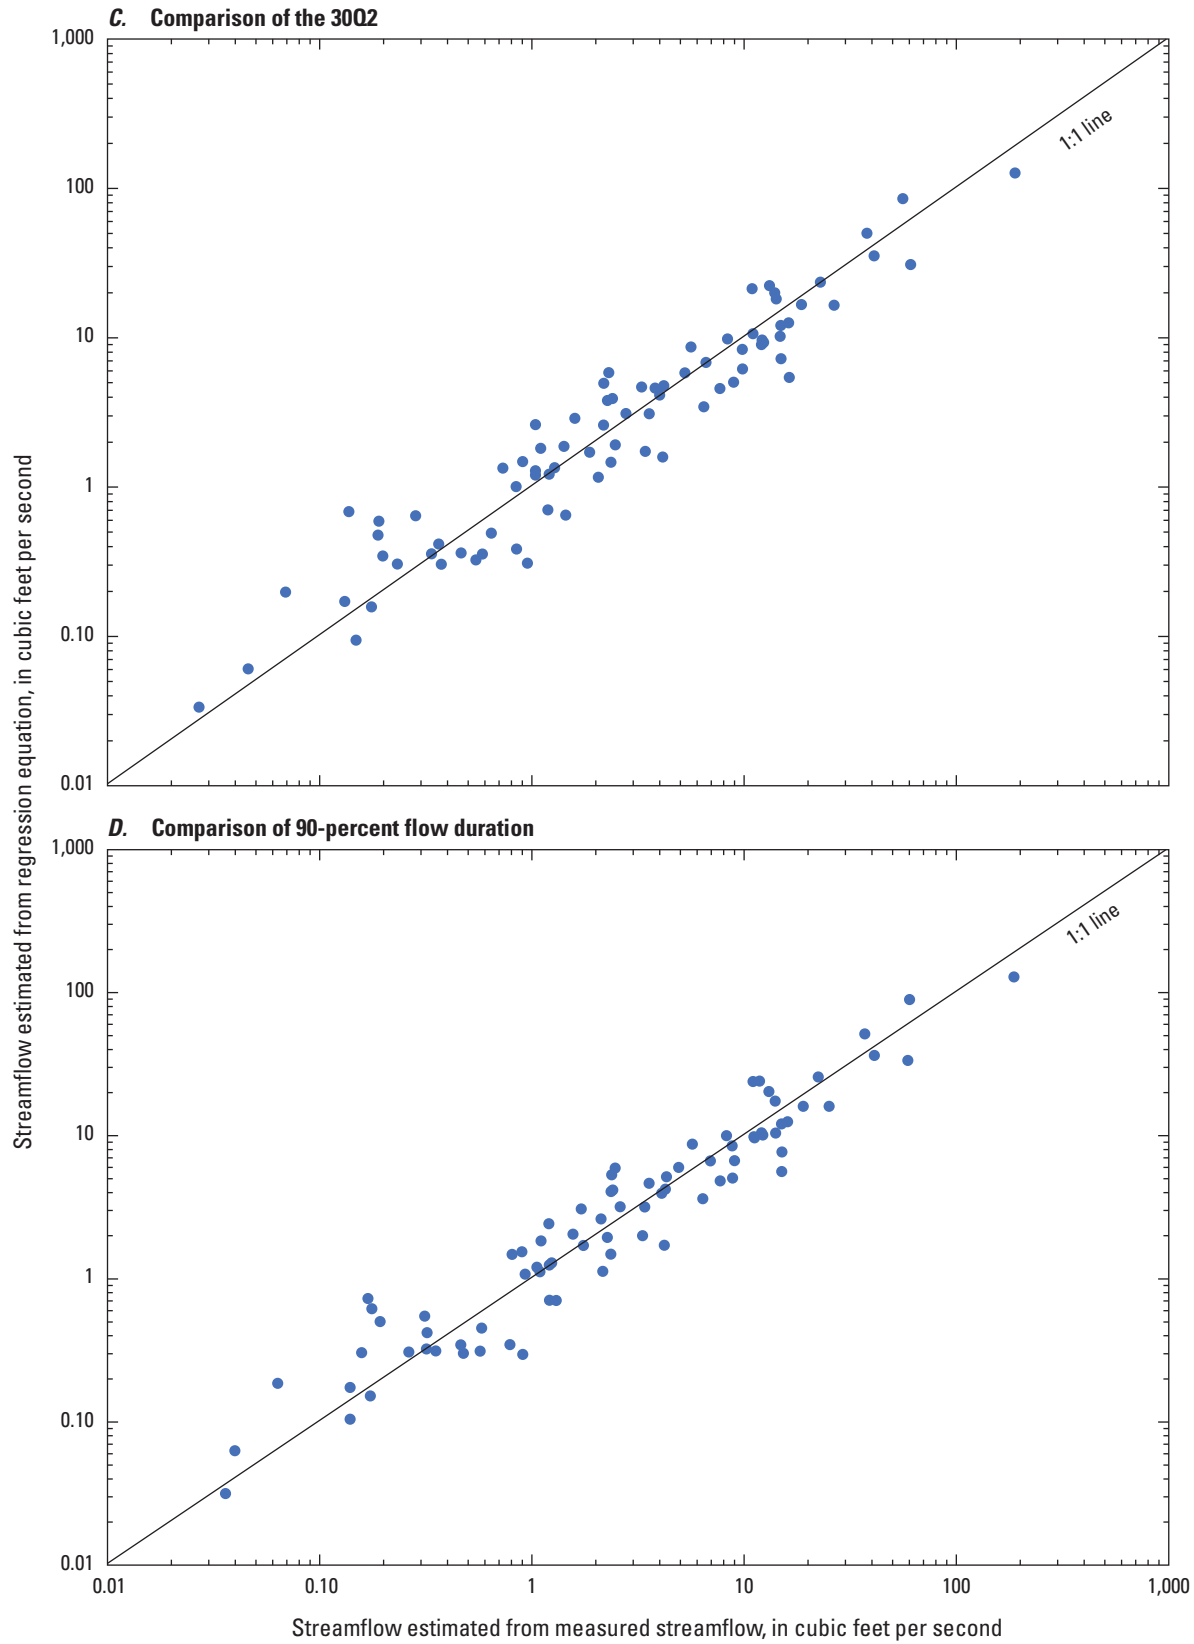 C. Comparison of the 30Q2
1,000
100
10
1
0.10
0.01
1:1 line
Streamflow estimated from regression equation, in cubic feet per second
D. Comparison of 90-percent flow duration
1,000
100
10
1
0.10
0.01
1:1 line
0.01 0.10 1 10 100 1,000
Streamflow estimated from measured streamflow, in cubic feet per second